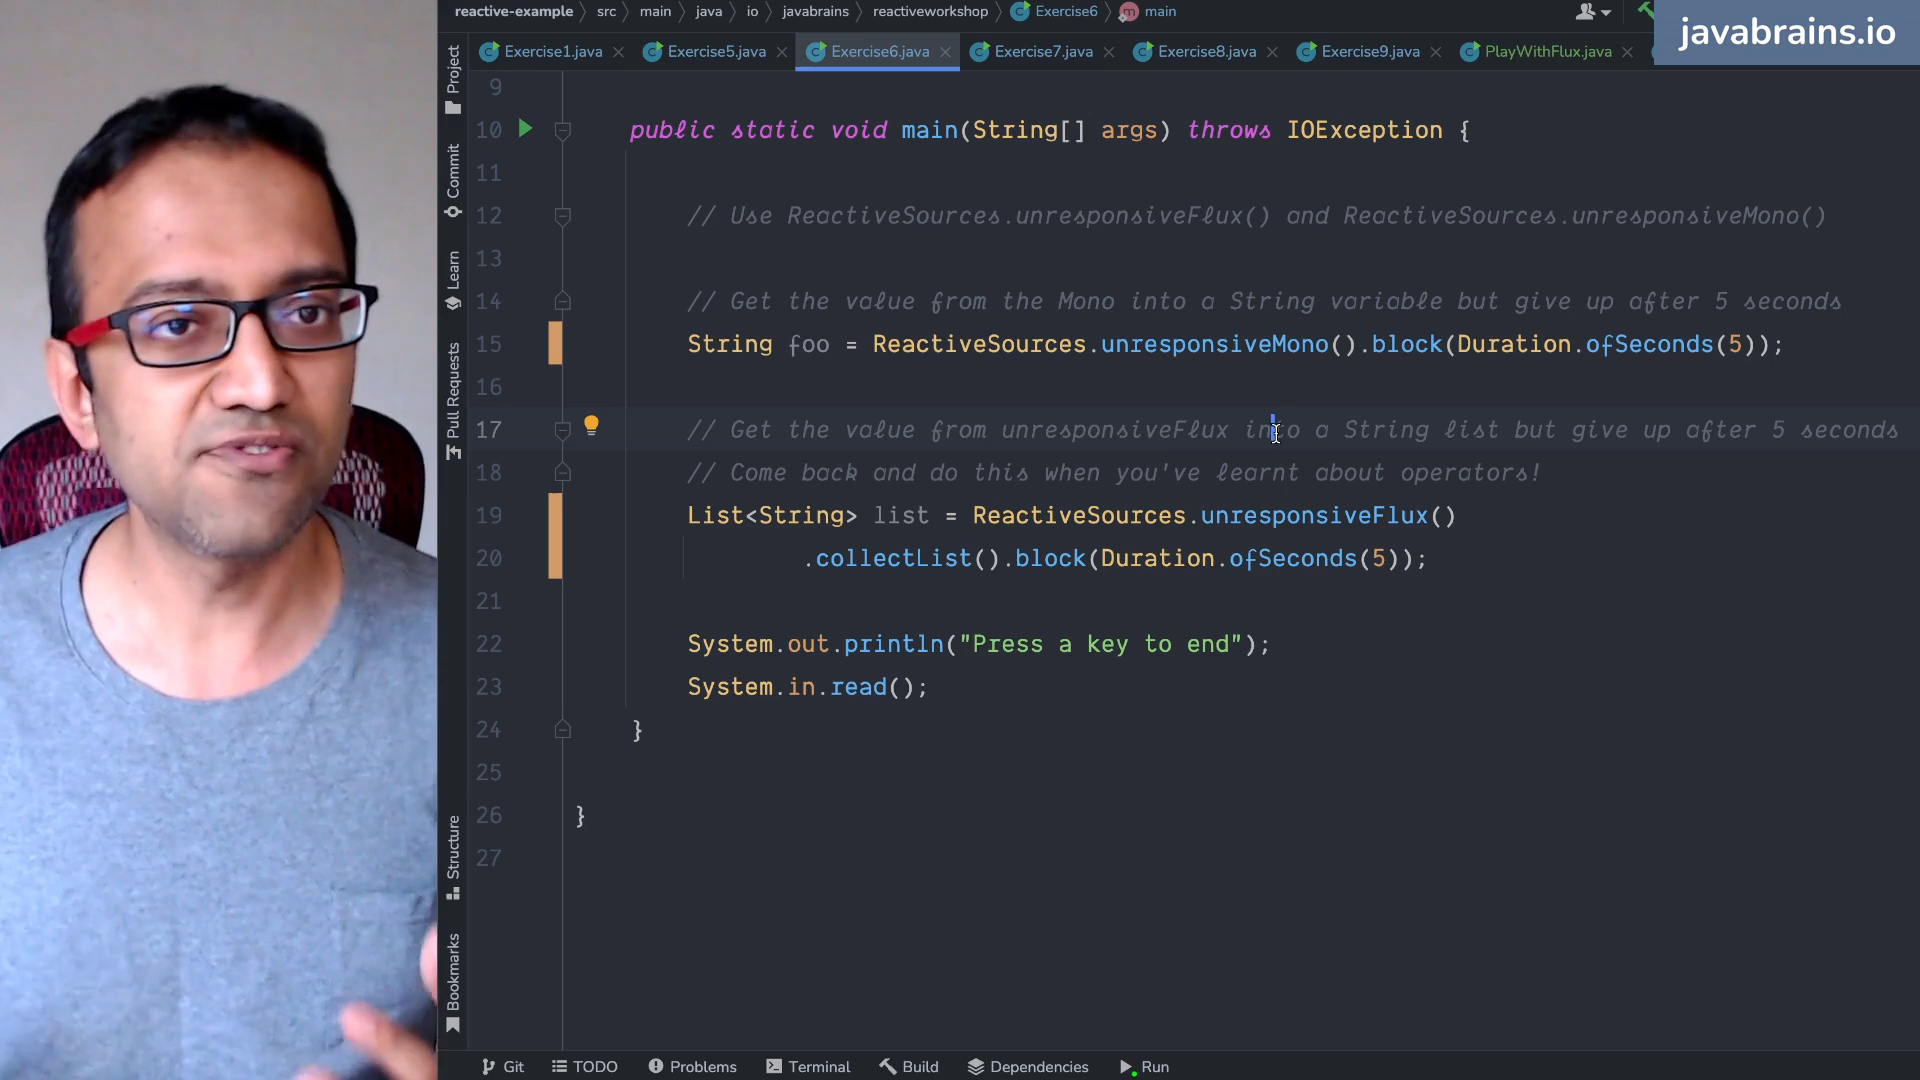 reactive-example src main java io javabrains reactiveworkshop Exercise6 main
javabrains.io
Exercise1.java Exercise5.java Exercise6.java Exercise7.java Exercise8.java Exercise9.java PlayWithFlux.java
Project
Commit
Learn
Pull Requests
Structure
Bookmarks
9
10 public static void main(String[] args) throws IOException {
11
12 // Use ReactiveSources.unresponsiveFlux() and ReactiveSources.unresponsiveMono()
13
14 // Get the value from the Mono into a String variable but give up after 5 seconds
15 String foo = ReactiveSources.unresponsiveMono().block(Duration.ofSeconds(5));
16
17 // Get the value from unresponsiveFlux into a String list but give up after 5 seconds
18 // Come back and do this when you've learnt about operators!
19 List<String> list = ReactiveSources.unresponsiveFlux()
20 .collectList().block(Duration.ofSeconds(5));
21
22 System.out.println("Press a key to end");
23 System.in.read();
24 }
25
26 }
27
Git TODO Problems Terminal Build Dependencies Run